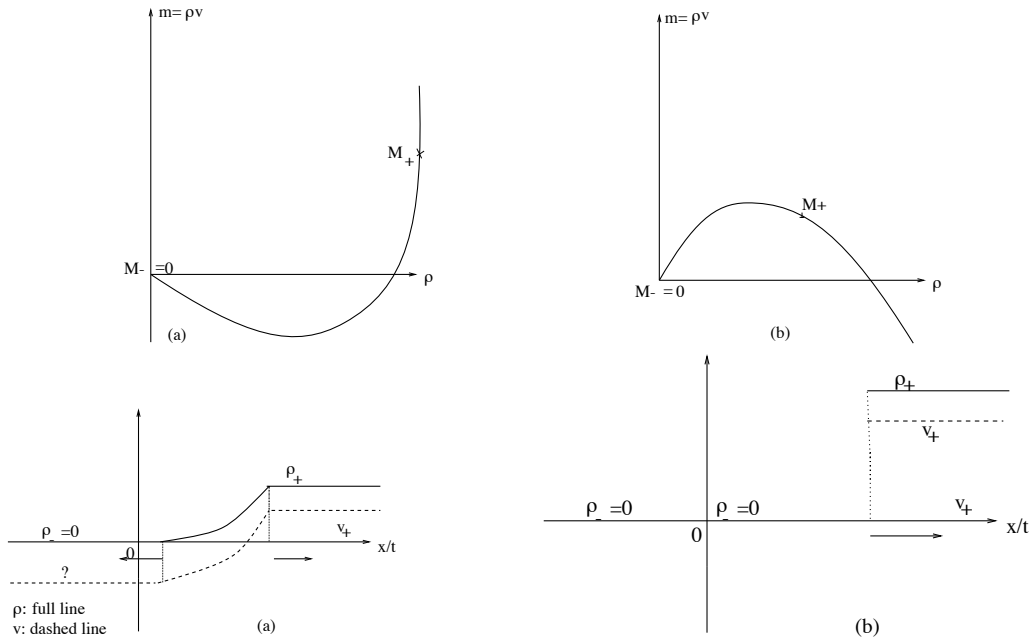 m= ρv
M +
M- =0
ρ
(a)
m= ρv
M+
M- = 0
ρ
(b)
ρ_ =0
0
ρ+
v+
x/t
?
ρ: full line
v: dashed line
(a)
ρ+
v+
ρ_ =0
ρ_ =0
v+
0
x/t
(b)